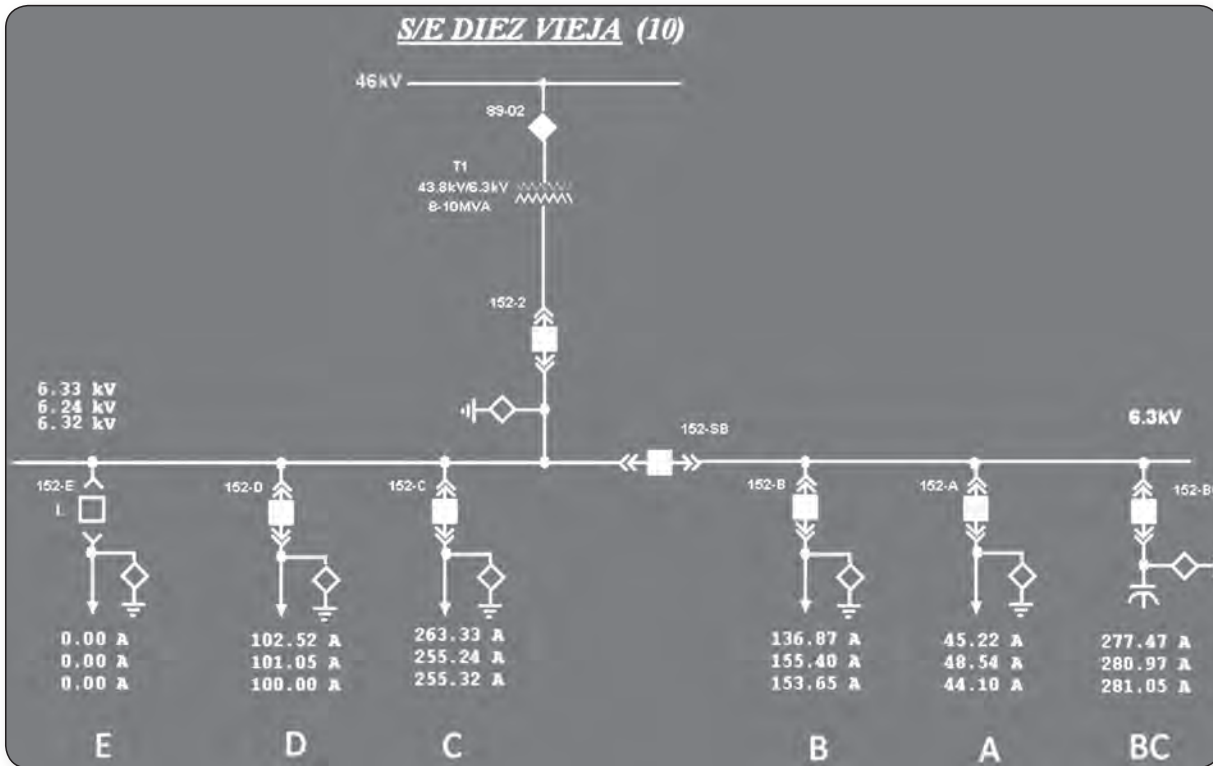 S/E DIEZ VIEJA (10)
46kV
89-02
T1
43.8kV/6.3kV
8-10MVA
152-2
6.33 kV
6.24 kV
6.32 kV
152-SB
6.3kV
152-E
L
152-D
152-C
152-B
152-A
152-B
0.00 A
0.00 A
0.00 A
102.52 A
101.05 A
100.00 A
263.33 A
255.24 A
255.32 A
136.87 A
155.40 A
153.65 A
45.22 A
48.54 A
44.10 A
277.47 A
280.97 A
281.05 A
E
D
C
B
A
BC